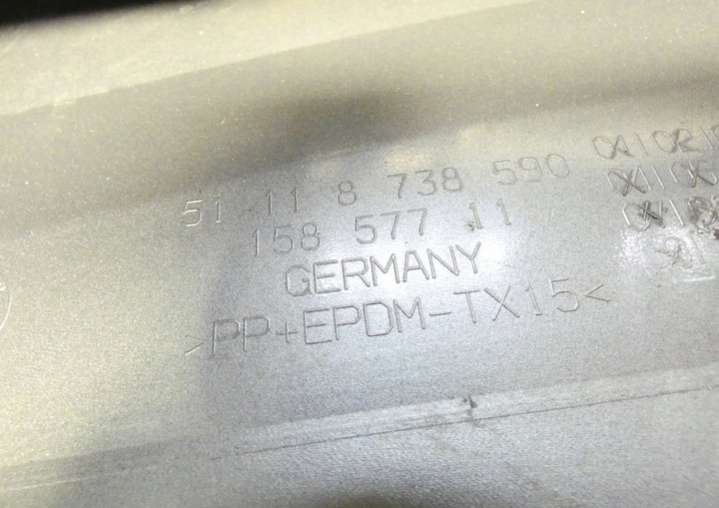 51 11 8 738 590
158 577 11
GERMANY
>PP+EPDM-TX15<